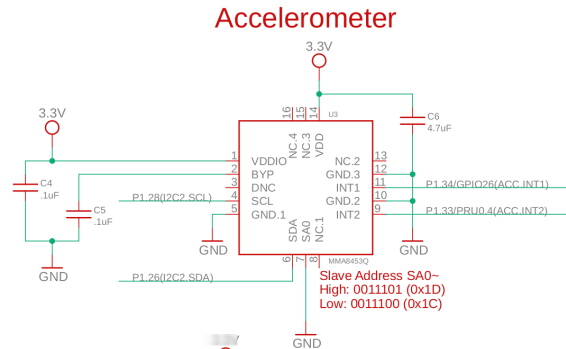 Accelerometer
3.3V
U3
16
15
14
NC.4
NC.3
VDD
C6
4.7uF
3.3V
C4
.1uF
C5
.1uF
1 VDDIO NC.2 13
2 BYP GND.3 12
3 DNC INT1 11 P1.34/GPIO26(ACC.INT1)
P1.28(I2C2.SCL) 4 SCL GND.2 10
5 GND.1 INT2 9 P1.33/PRU0.4(ACC.INT2)
SDA
SA0
NC.1
6
7
8
MMA8453Q
GND
GND
GND
P1.26(I2C2.SDA)
Slave Address SA0~
High: 0011101 (0x1D)
Low: 0011100 (0x1C)
GND